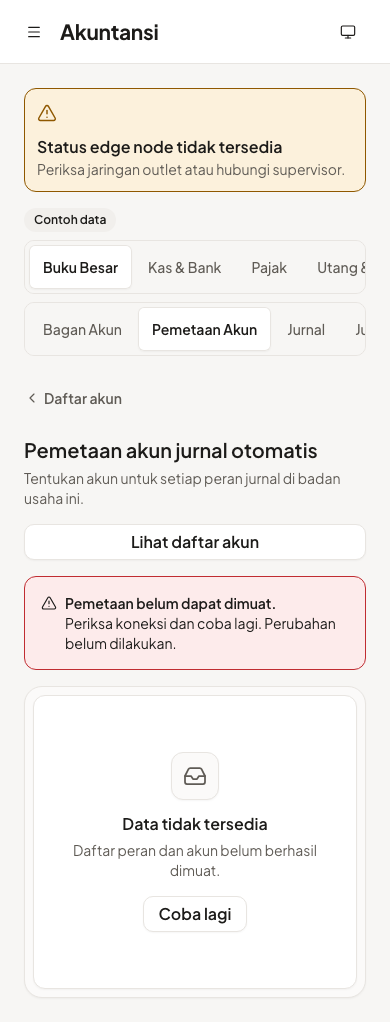 Akuntansi
Status edge node tidak tersedia
Periksa jaringan outlet atau hubungi supervisor.
Contoh data
Buku Besar Kas & Bank Pajak Utang &
Bagan Akun Pemetaan Akun Jurnal Ju
Daftar akun
Pemetaan akun jurnal otomatis
Tentukan akun untuk setiap peran jurnal di badan
usaha ini.
Lihat daftar akun
Pemetaan belum dapat dimuat.
Periksa koneksi dan coba lagi. Perubahan
belum dilakukan.
Data tidak tersedia
Daftar peran dan akun belum berhasil
dimuat.
Coba lagi